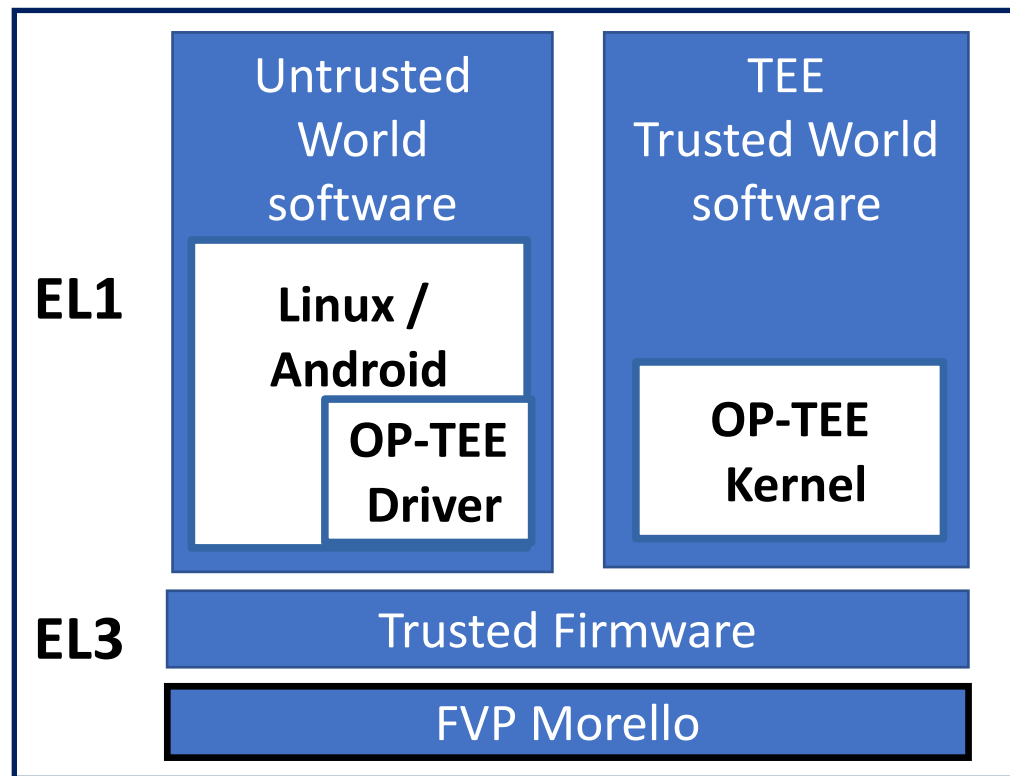 Untrusted
World
software
TEE
Trusted World
software
EL1
Linux /
Android
OP-TEE
Driver
OP-TEE
Kernel
EL3
Trusted Firmware
FVP Morello